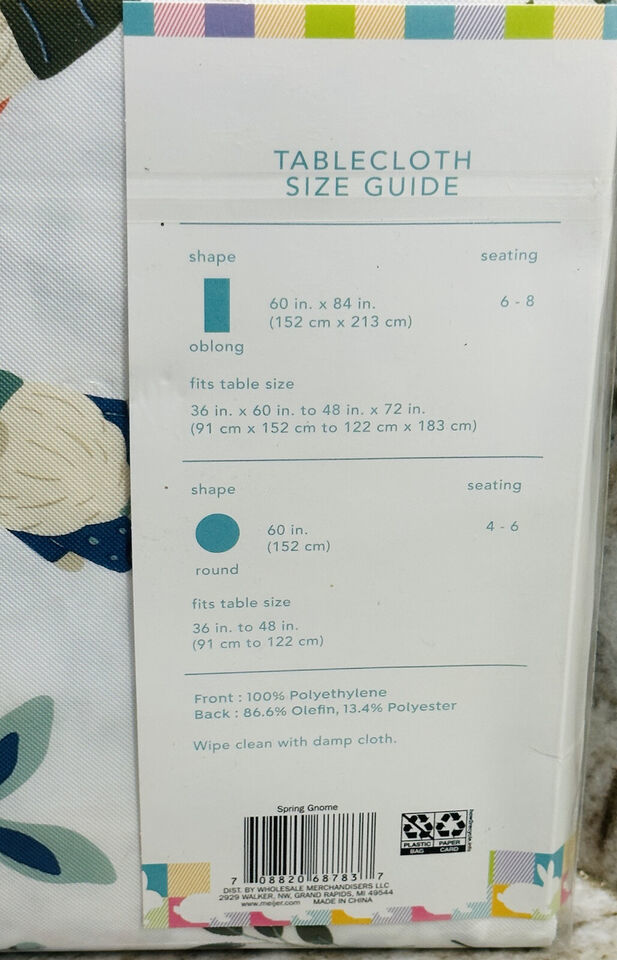 TABLECLOTH
SIZE GUIDE
shape seating
60 in. x 84 in. 6 - 8
(152 cm x 213 cm)
oblong
fits table size
36 in. x 60 in. to 48 in. x 72 in.
(91 cm x 152 cm to 122 cm x 183 cm)
shape seating
60 in. 4 - 6
(152 cm)
round
fits table size
36 in. to 48 in.
(91 cm to 122 cm)
Front : 100% Polyethylene
Back : 86.6% Olefin, 13.4% Polyester
Wipe clean with damp cloth.
Spring Gnome
7 08820 68783 7
PLASTIC PAPER
BAG CARD
how2recycle.info
DIST. BY WHOLESALE MERCHANDISERS LLC
2929 WALKER, NW, GRAND RAPIDS, MI 49544
www.meijer.com MADE IN CHINA